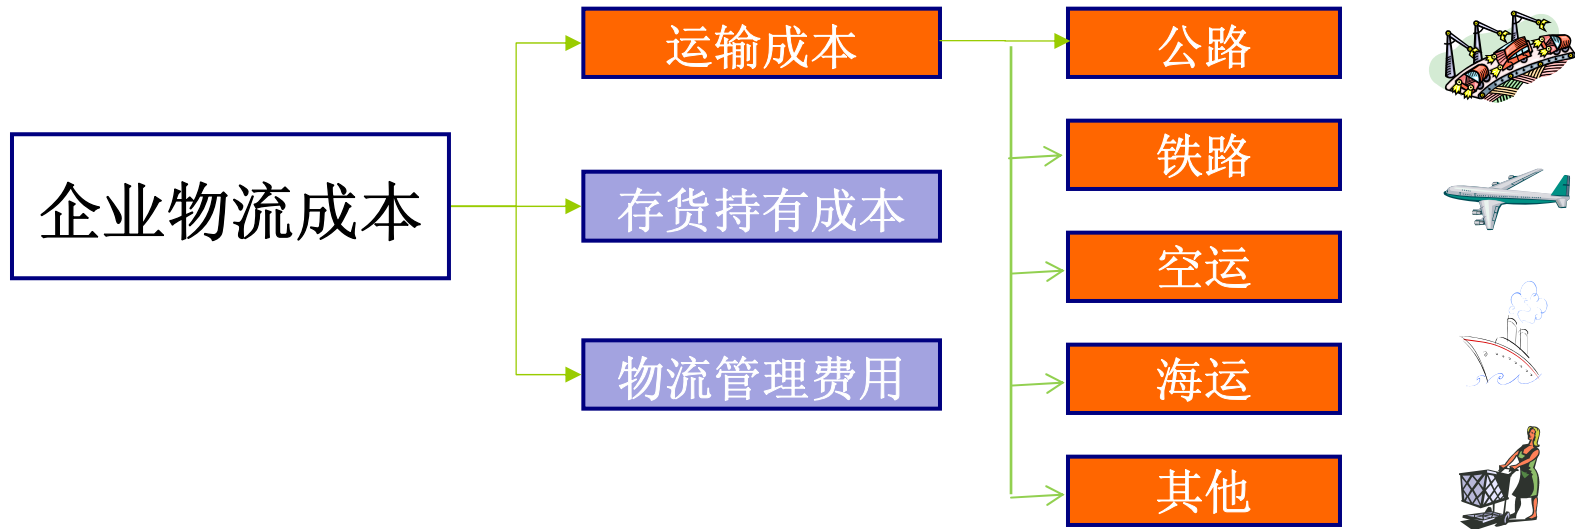 企业物流成本
运输成本
存货持有成本
物流管理费用
公路
铁路
空运
海运
其他